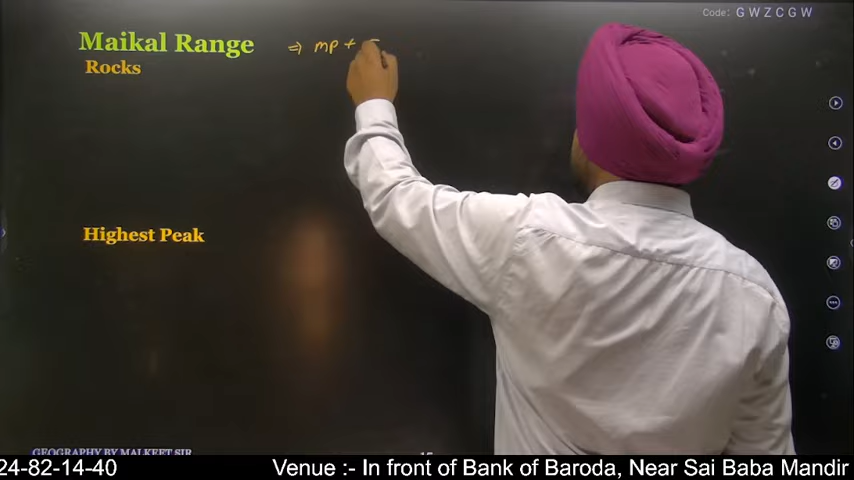 Code: GWZCGW
Maikal Range ⇒ mp +
Rocks
Highest Peak
GEOGRAPHY BY MALKEET SIR
24-82-14-40 Venue :- In front of Bank of Baroda, Near Sai Baba Mandir